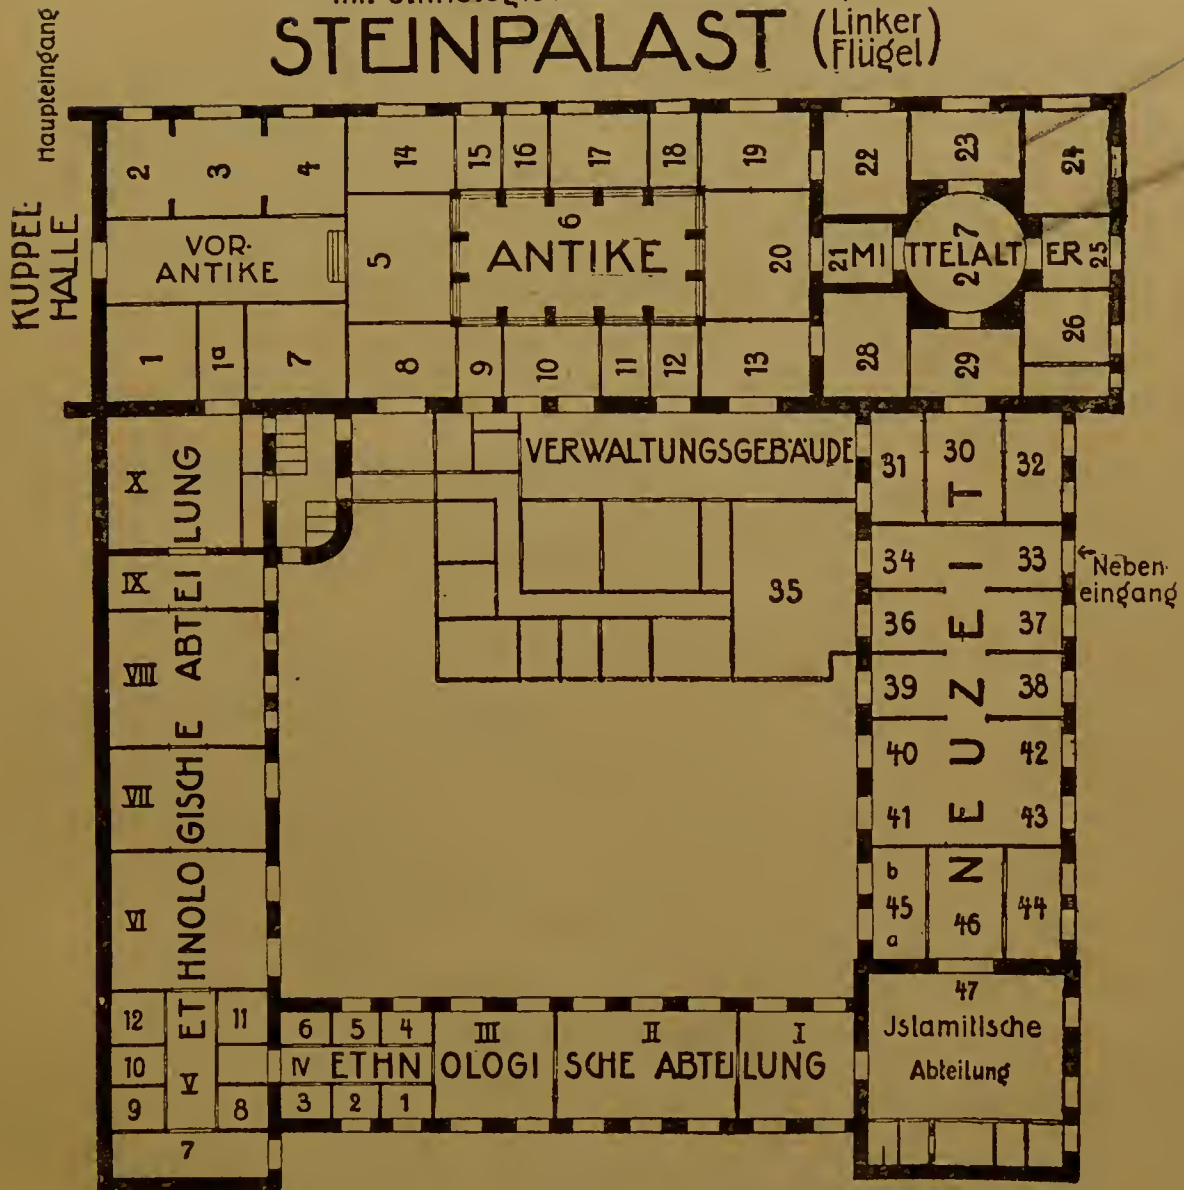 STEINPALAST (Linker Flügel)
Haupteingang
KUPPEL-
HALLE
2 3 4 14 15 16 17 18 19 22 23 24
VOR-
ANTIKE
5 6
ANTIKE
20 21 MITTELALTER 27 25
1 1a 7 8 9 10 11 12 13 28 29 26
VERWALTUNGSGEBÄUDE
35
31 30 32
34 33
Neben-
eingang
36 37
39 38
40 42
41 43
b
45 46 44
a
NEUZEIT
47
Jslamitische
Abteilung
X
IX
VIII
VII
VI
V
ETHNOLOGISCHE ABTEILUNG
12 11
10
9 8
7
6 5 4 III II I
IV ETHNOLOGISCHE ABTEILUNG
3 2 1